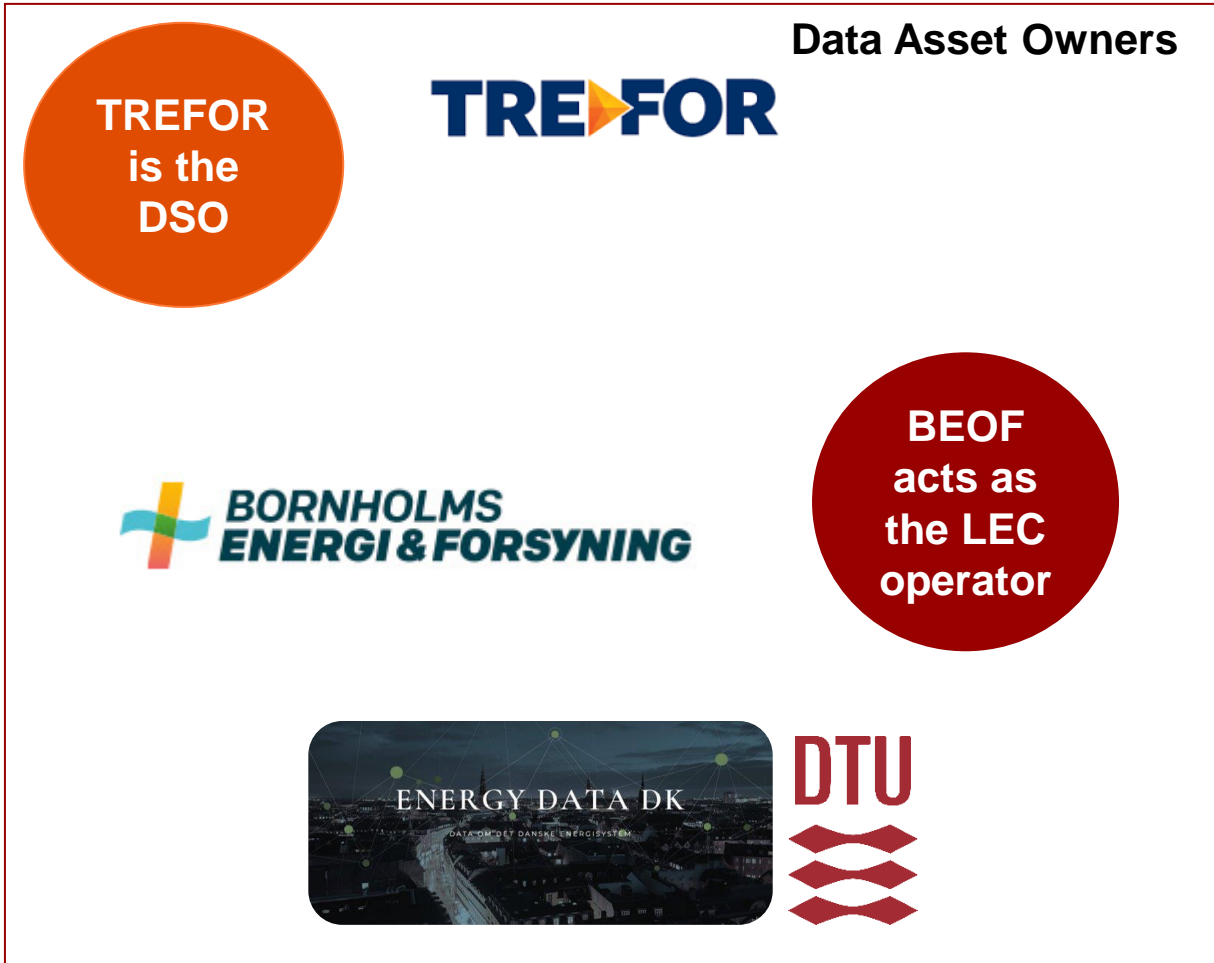 Data Asset Owners
TREFOR
is the
DSO
TREFOR
BORNHOLMS
ENERGI & FORSYNING
BEOF
acts as
the LEC
operator
ENERGY DATA DK
DATA OM DET DANSKE ENERGISYSTEM
DTU